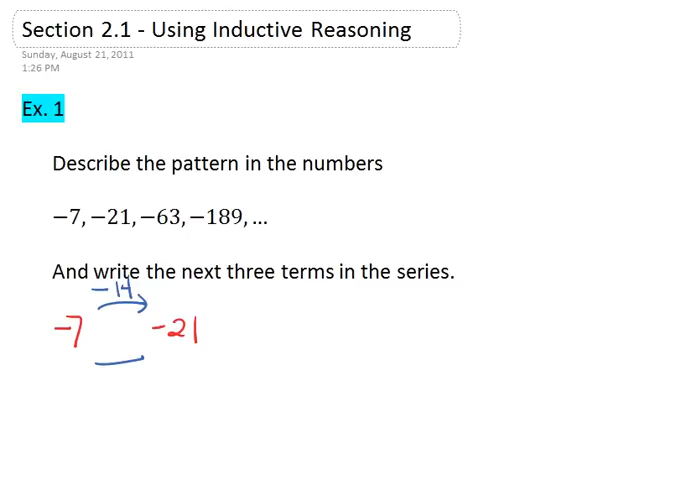 Section 2.1 - Using Inductive Reasoning
Sunday, August 21, 2011
1:26 PM
Ex. 1
Describe the pattern in the numbers
−7, −21, −63, −189, …
And write the next three terms in the series.
−14
−7 −21